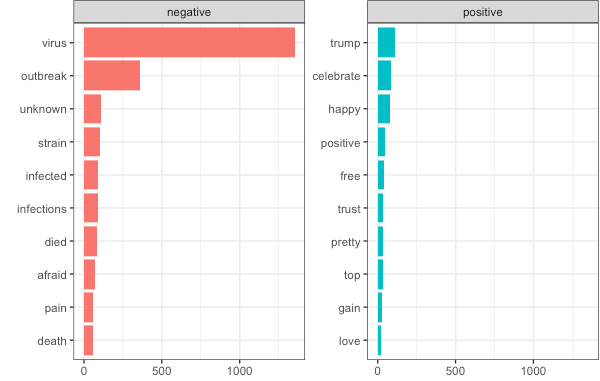 negative
virus
outbreak
unknown
strain
infected
infections
died
afraid
pain
death
0 500 1000
positive
trump
celebrate
happy
positive
free
trust
pretty
top
gain
love
0 500 1000